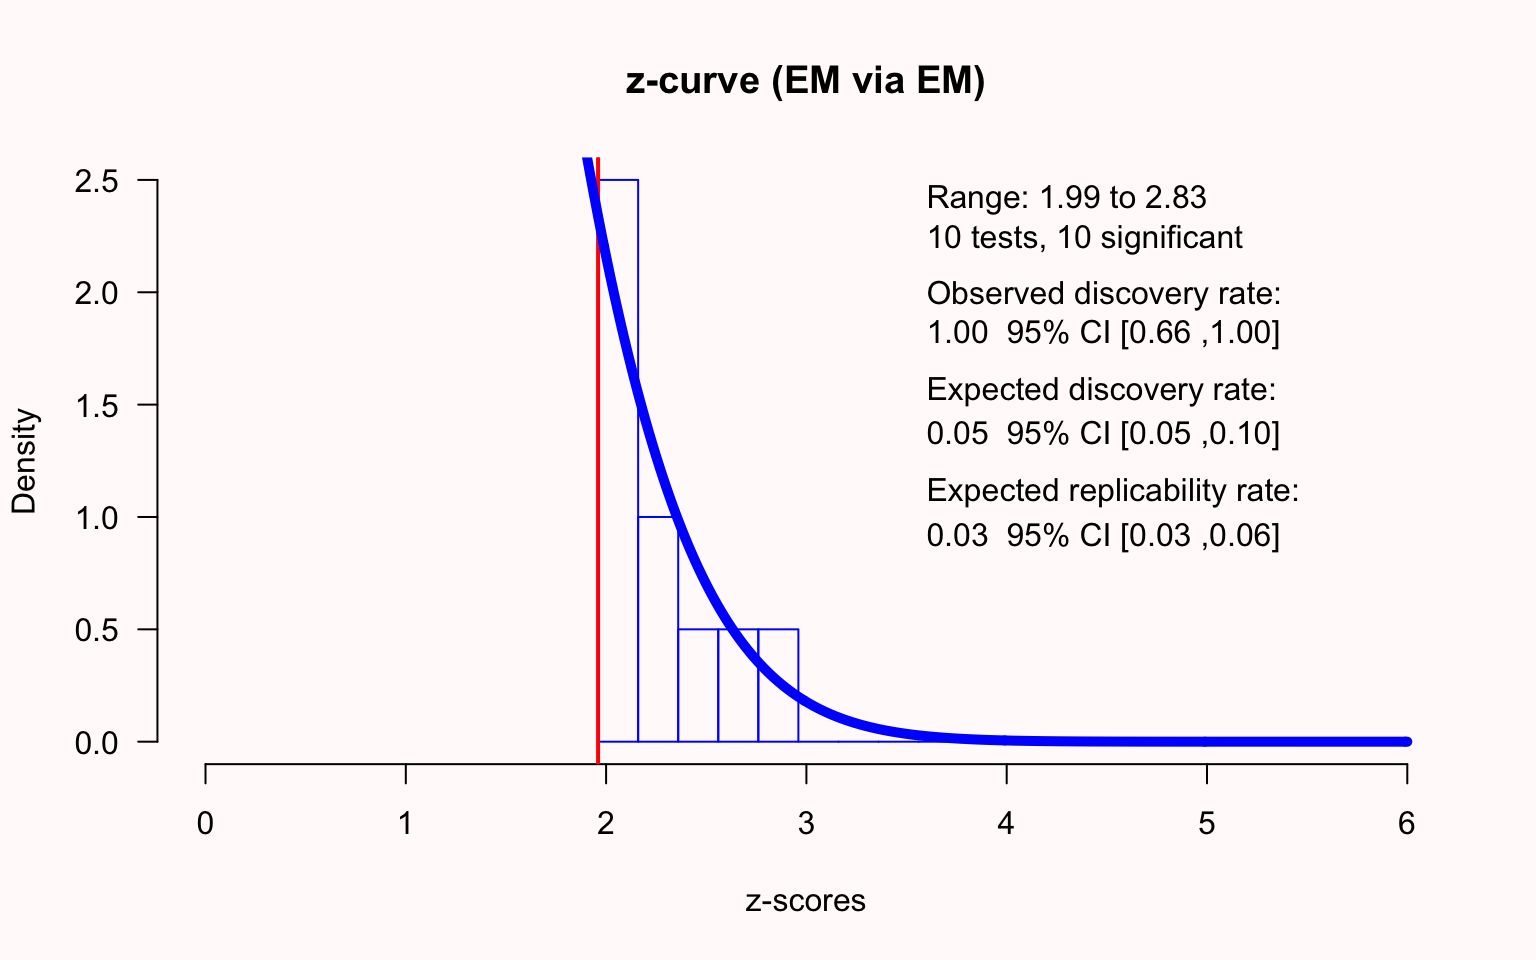 z-curve (EM via EM)
Range: 1.99 to 2.83
10 tests, 10 significant
Observed discovery rate:
1.00  95% CI [0.66 ,1.00]
Expected discovery rate:
0.05  95% CI [0.05 ,0.10]
Expected replicability rate:
0.03  95% CI [0.03 ,0.06]
Density
2.5
2.0
1.5
1.0
0.5
0.0
0 1 2 3 4 5 6
z-scores